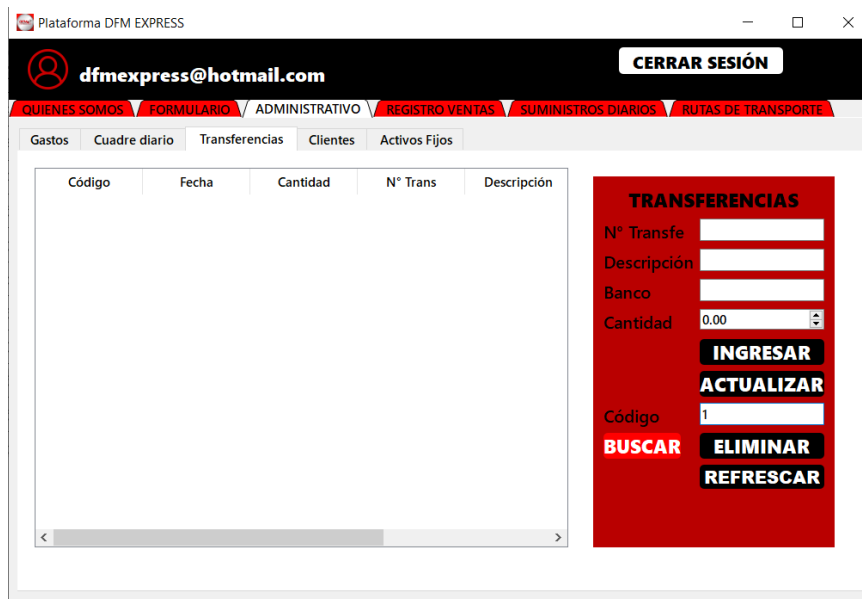 Plataforma DFM EXPRESS
dfmexpress@hotmail.com
CERRAR SESIÓN
QUIENES SOMOS FORMULARIO ADMINISTRATIVO REGISTRO VENTAS SUMINISTROS DIARIOS RUTAS DE TRANSPORTE
Gastos Cuadre diario Transferencias Clientes Activos Fijos
Código Fecha Cantidad N° Trans Descripción
TRANSFERENCIAS
N° Transfe
Descripción
Banco
Cantidad 0.00
INGRESAR
ACTUALIZAR
Código 1
BUSCAR ELIMINAR
REFRESCAR